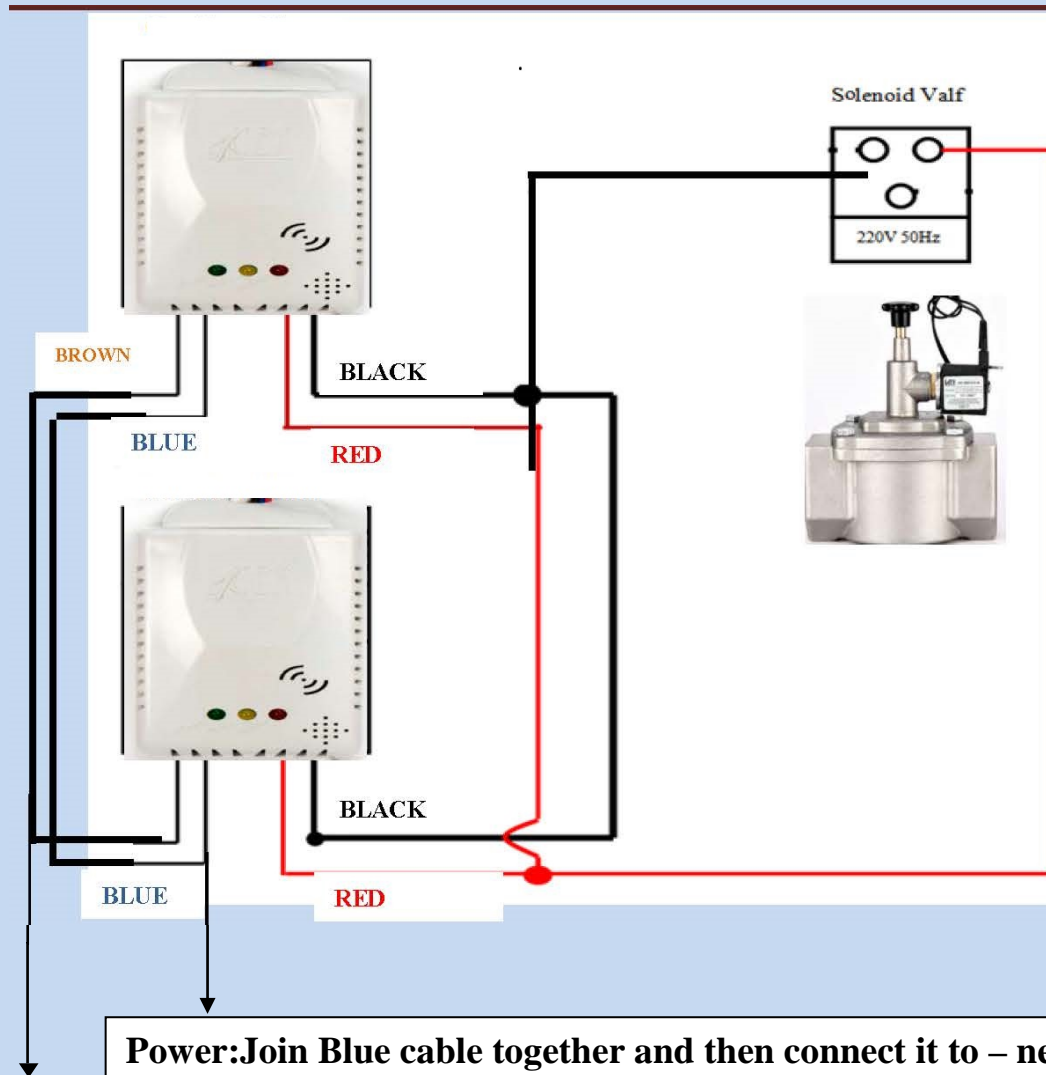 Solenoid Valf
220V 50Hz
BROWN
BLACK
BLUE
RED
BLACK
BLUE
RED
Power:Join Blue cable together and then connect it to – ne